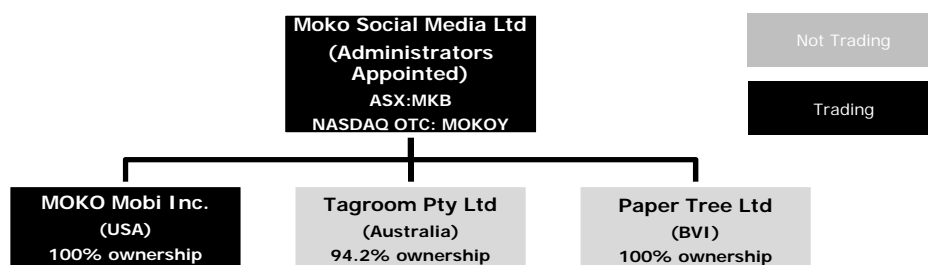 Moko Social Media Ltd
(Administrators
Appointed)
ASX:MKB
NASDAQ OTC: MOKOY
Not Trading
Trading
MOKO Mobi Inc.
(USA)
100% ownership
Tagroom Pty Ltd
(Australia)
94.2% ownership
Paper Tree Ltd
(BVI)
100% ownership